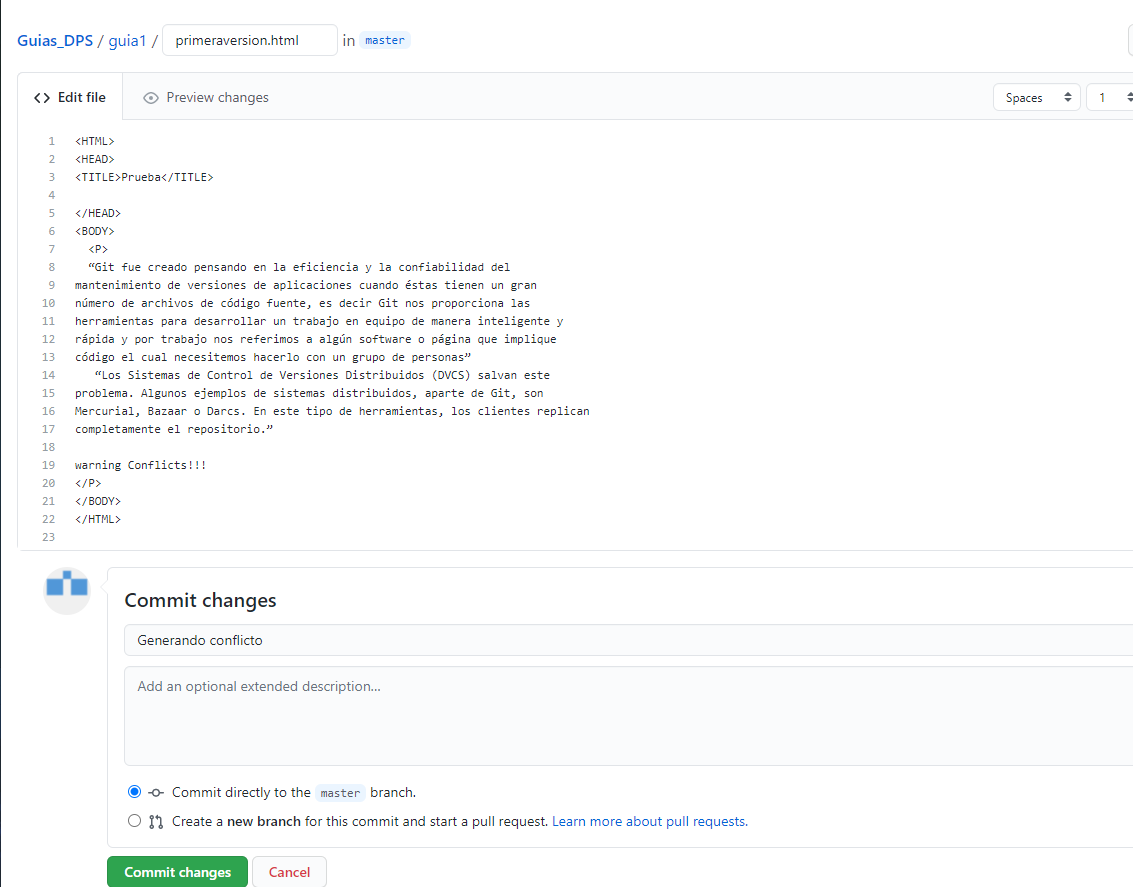 Guias_DPS / guia1 / primeraversion.html in master
<> Edit file Preview changes Spaces 1
1 <HTML>
2 <HEAD>
3 <TITLE>Prueba</TITLE>
4
5 </HEAD>
6 <BODY>
7 <P>
8 “Git fue creado pensando en la eficiencia y la confiabilidad del
9 mantenimiento de versiones de aplicaciones cuando éstas tienen un gran
10 número de archivos de código fuente, es decir Git nos proporciona las
11 herramientas para desarrollar un trabajo en equipo de manera inteligente y
12 rápida y por trabajo nos referimos a algún software o página que implique
13 código el cual necesitemos hacerlo con un grupo de personas”
14 “Los Sistemas de Control de Versiones Distribuidos (DVCS) salvan este
15 problema. Algunos ejemplos de sistemas distribuidos, aparte de Git, son
16 Mercurial, Bazaar o Darcs. En este tipo de herramientas, los clientes replican
17 completamente el repositorio.”
18
19 warning Conflicts!!!
20 </P>
21 </BODY>
22 </HTML>
23
Commit changes
Generando conflicto
Add an optional extended description...
Commit directly to the master branch.
Create a new branch for this commit and start a pull request. Learn more about pull requests.
Commit changes Cancel